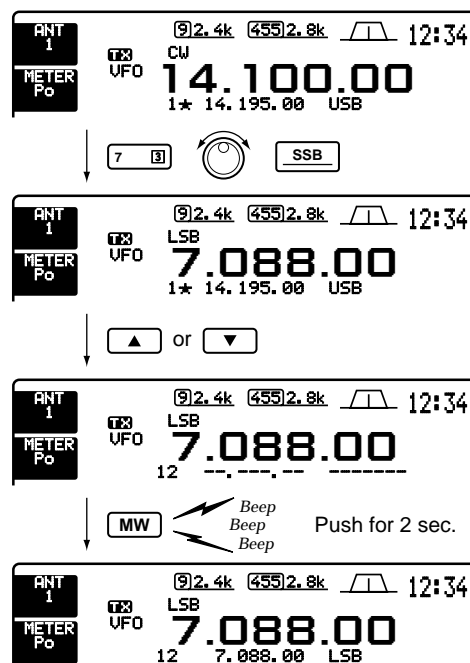 ANT 1 METER Po
TX VFO
9 2.4k 455 2.8k 12:34
CW
14.100.00
1★ 14.195.00 USB
7 3 SSB
ANT 1 METER Po
TX VFO
9 2.4k 455 2.8k 12:34
LSB
7.088.00
1★ 14.195.00 USB
▲ or ▼
ANT 1 METER Po
TX VFO
9 2.4k 455 2.8k 12:34
LSB
7.088.00
12 --.---.-- -------
MW Beep
Beep
Beep
Push for 2 sec.
ANT 1 METER Po
TX VFO
9 2.4k 455 2.8k 12:34
LSB
7.088.00
12 7.088.00 LSB